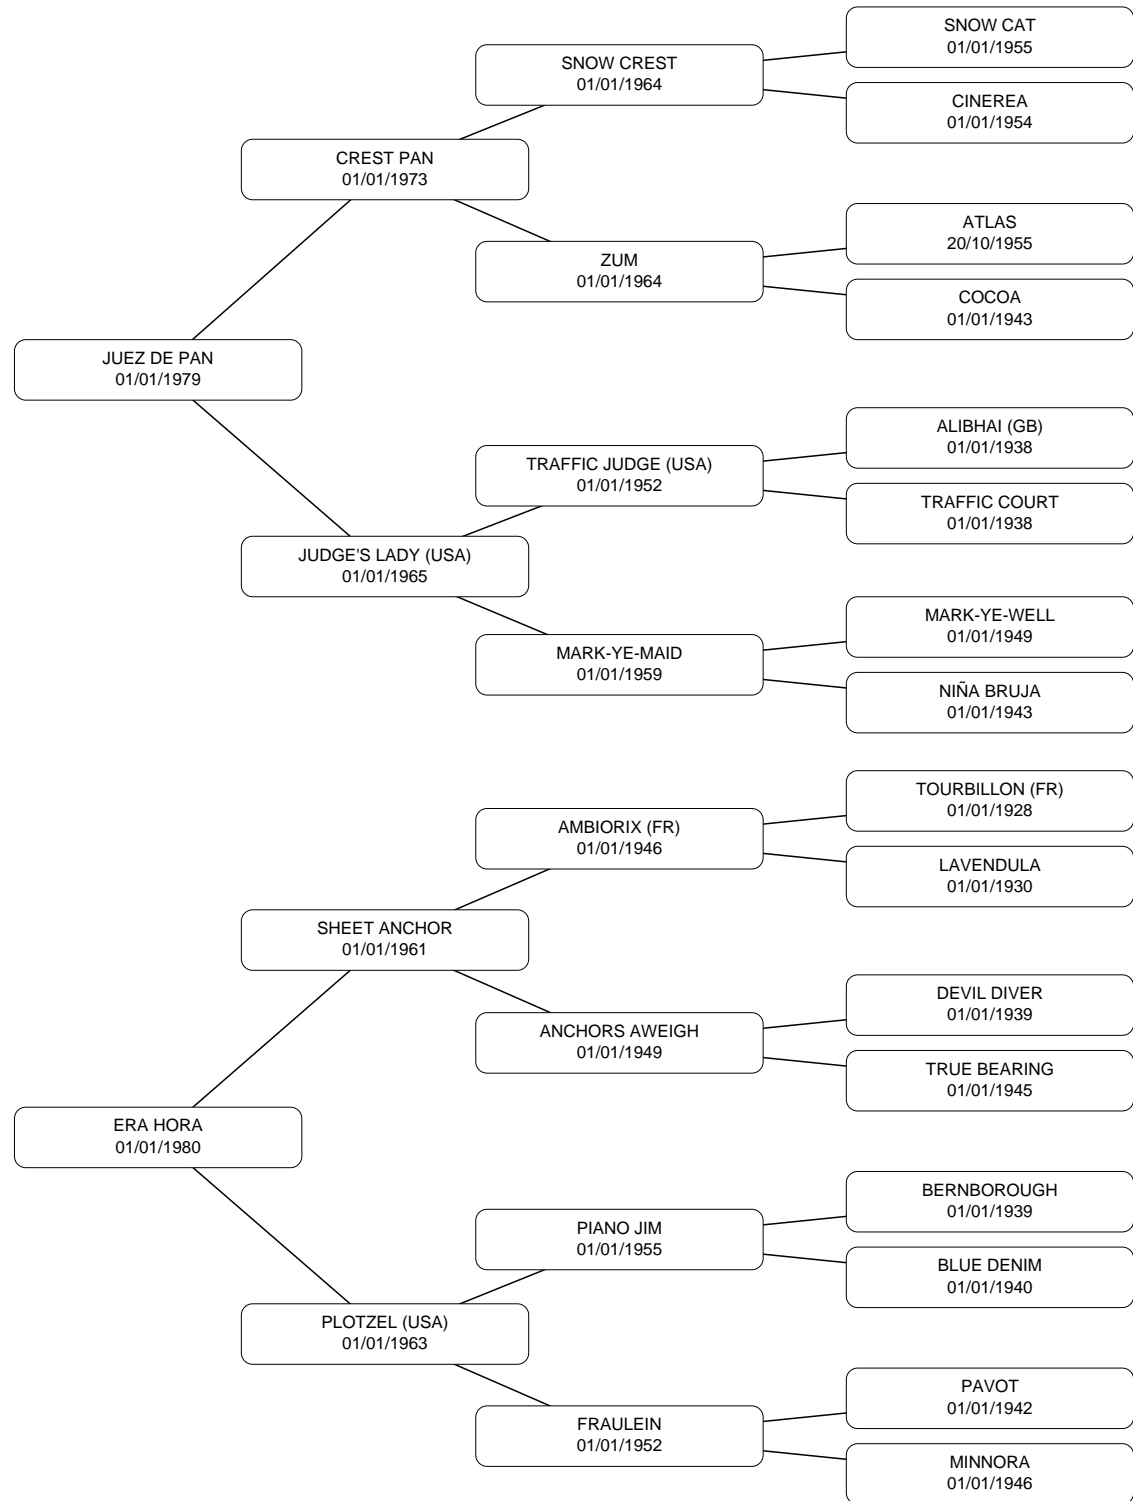 SNOW CAT
01/01/1955
SNOW CREST
01/01/1964
CINEREA
01/01/1954
CREST PAN
01/01/1973
ATLAS
20/10/1955
ZUM
01/01/1964
COCOA
01/01/1943
JUEZ DE PAN
01/01/1979
ALIBHAI (GB)
01/01/1938
TRAFFIC JUDGE (USA)
01/01/1952
TRAFFIC COURT
01/01/1938
JUDGE'S LADY (USA)
01/01/1965
MARK-YE-WELL
01/01/1949
MARK-YE-MAID
01/01/1959
NIÑA BRUJA
01/01/1943
TOURBILLON (FR)
01/01/1928
AMBIORIX (FR)
01/01/1946
LAVENDULA
01/01/1930
SHEET ANCHOR
01/01/1961
DEVIL DIVER
01/01/1939
ANCHORS AWEIGH
01/01/1949
TRUE BEARING
01/01/1945
ERA HORA
01/01/1980
BERNBOROUGH
01/01/1939
PIANO JIM
01/01/1955
BLUE DENIM
01/01/1940
PLOTZEL (USA)
01/01/1963
PAVOT
01/01/1942
FRAULEIN
01/01/1952
MINNORA
01/01/1946